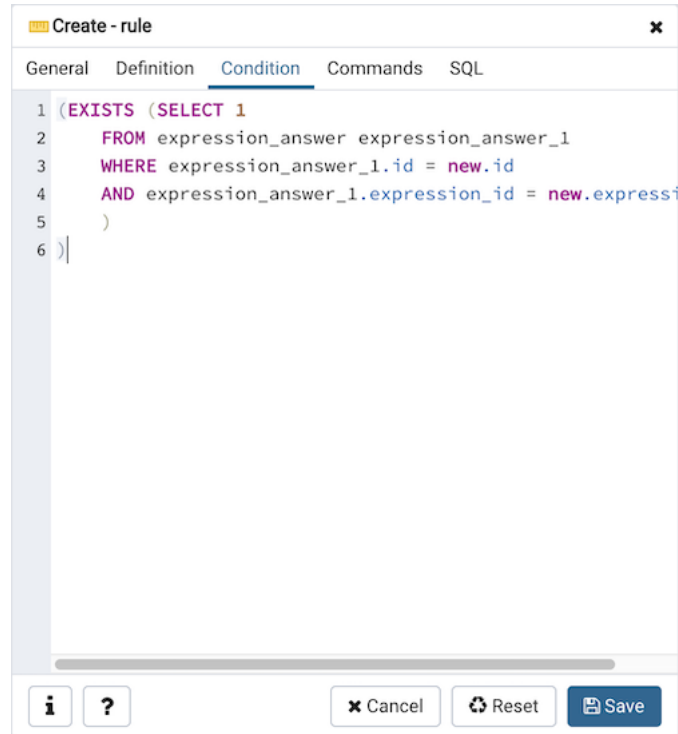 Create - rule
General Definition Condition Commands SQL
1 (EXISTS (SELECT 1
2 FROM expression_answer expression_answer_1
3 WHERE expression_answer_1.id = new.id
4 AND expression_answer_1.expression_id = new.expressi
5 )
6 )
i ? Cancel Reset Save